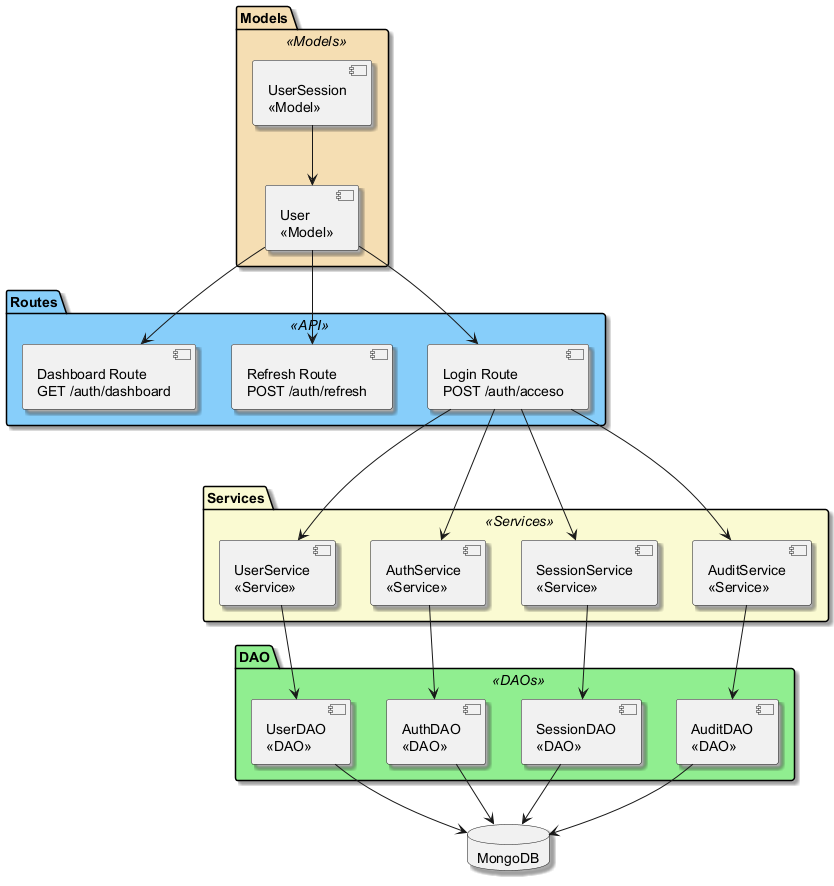 Models
«Models»
UserSession
«Model»
User
«Model»
Routes
«API»
Dashboard Route
GET /auth/dashboard
Refresh Route
POST /auth/refresh
Login Route
POST /auth/acceso
Services
«Services»
UserService
«Service»
AuthService
«Service»
SessionService
«Service»
AuditService
«Service»
DAO
«DAOs»
UserDAO
«DAO»
AuthDAO
«DAO»
SessionDAO
«DAO»
AuditDAO
«DAO»
MongoDB